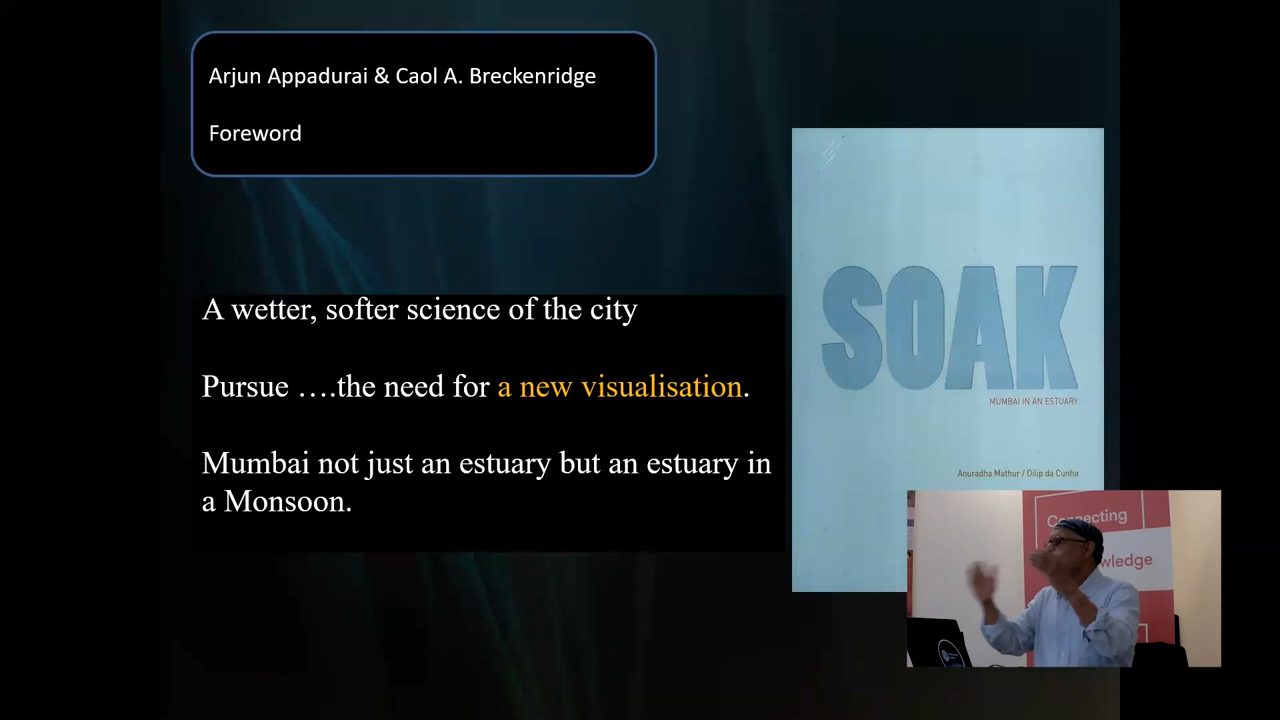 Arjun Appadurai & Caol A. Breckenridge
Foreword
A wetter, softer science of the city
Pursue ….the need for a new visualisation.
Mumbai not just an estuary but an estuary in
a Monsoon.
SOAK
MUMBAI IN AN ESTUARY
Anuradha Mathur / Dilip da Cunha
Connecting
wledge